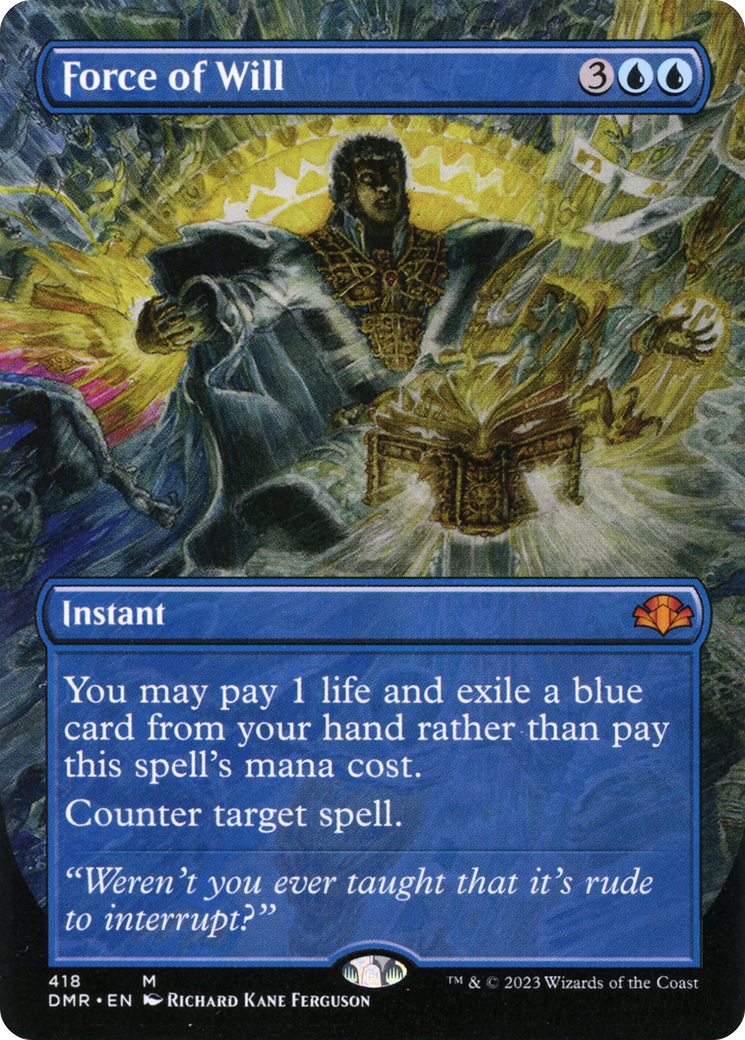 Force of Will 3
Instant
You may pay 1 life and exile a blue
card from your hand rather than pay
this spell's mana cost.
Counter target spell.
“Weren't you ever taught that it's rude
to interrupt?”
418 M
DMR • EN Richard Kane Ferguson
™ & © 2023 Wizards of the Coast